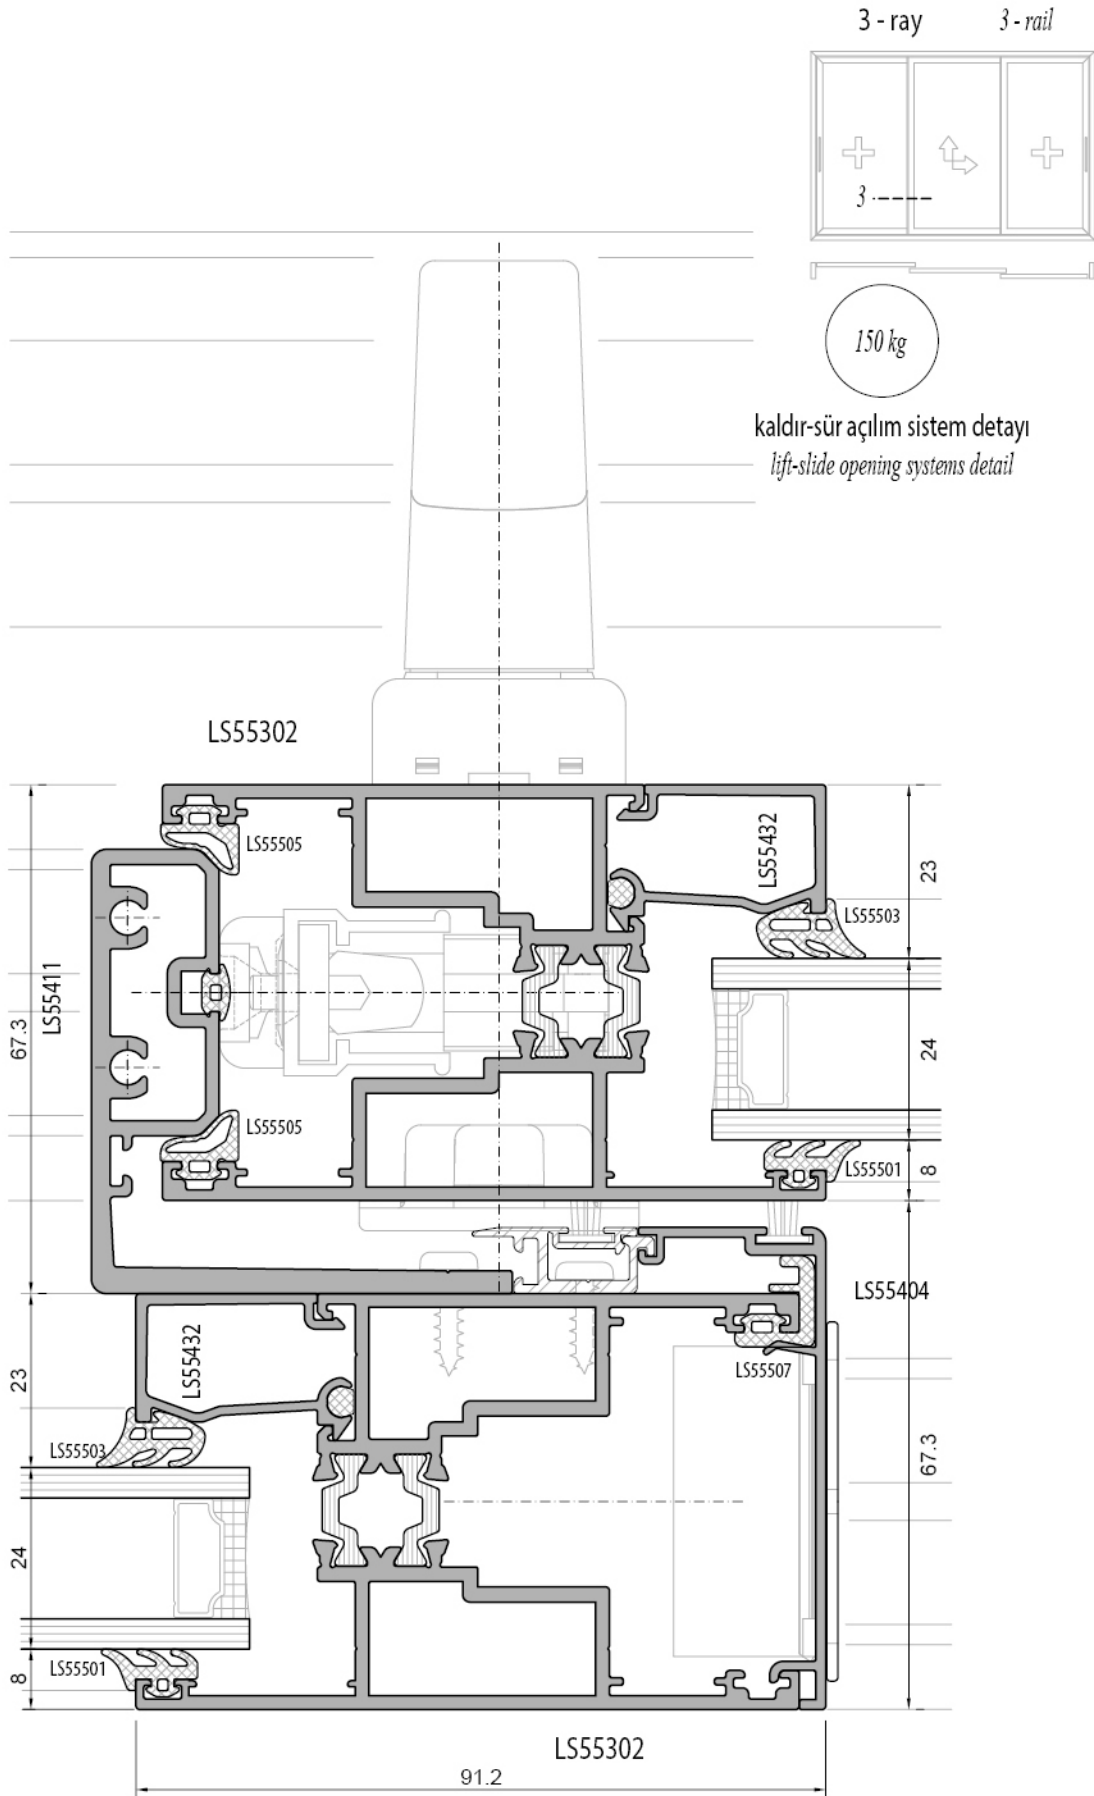 3 - ray 3 - rail
3
150 kg
kaldır-sür açılım sistem detayı
lift-slide opening systems detail
LS55302
LS55505
LS55432
23
LS55503
LS55411
67.3
24
LS55505
LS55501
8
LS55404
LS55432
23
LS55507
LS55503
67.3
24
LS55501
8
LS55302
91.2